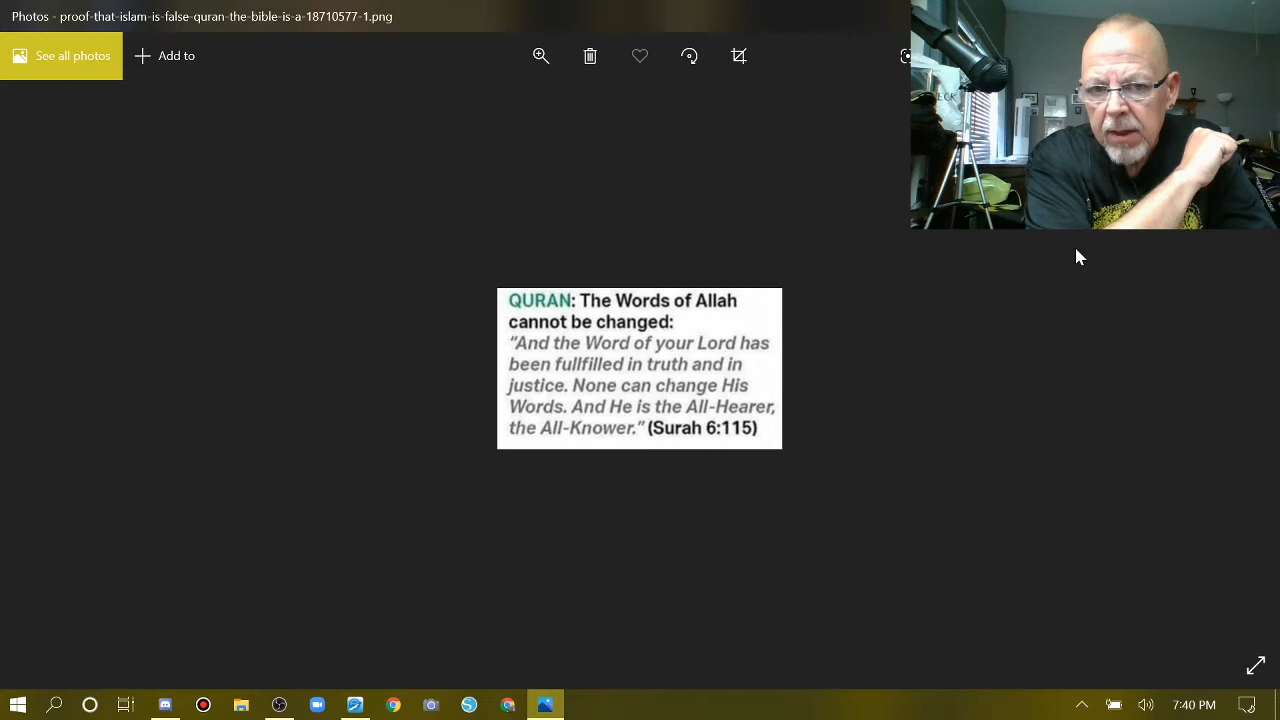 Photos - proof-that-islam-is-false-quran-the-bible-is-a-18710577-1.png
See all photos
Add to
QURAN: The Words of Allah
cannot be changed:
“And the Word of your Lord has
been fullfilled in truth and in
justice. None can change His
Words. And He is the All-Hearer,
the All-Knower.” (Surah 6:115)
7:40 PM